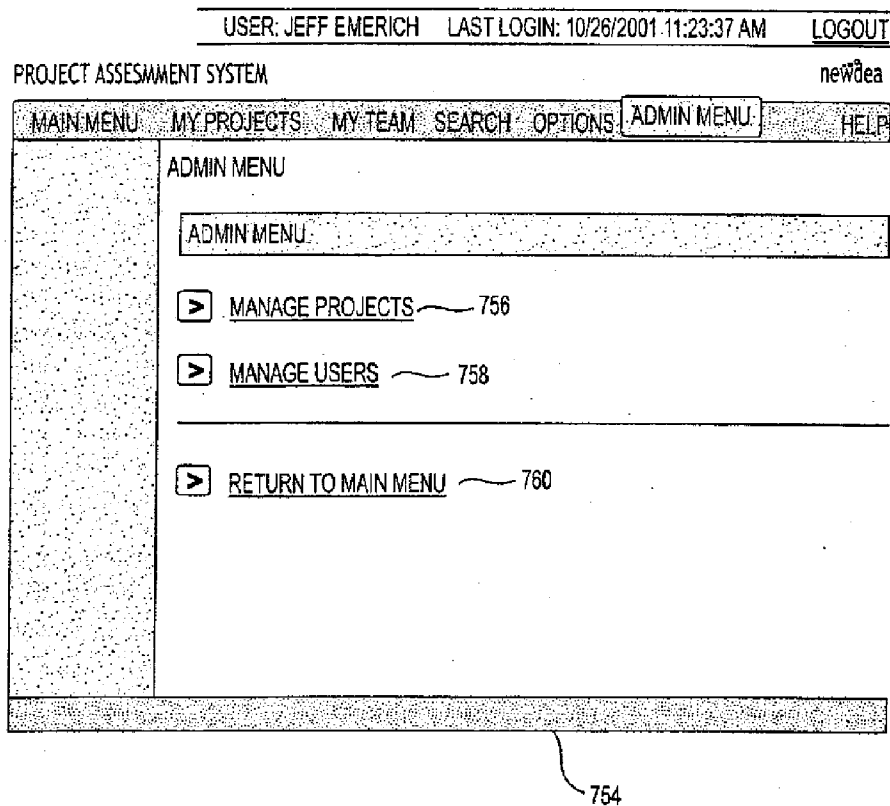 USER: JEFF EMERICH LAST LOGIN: 10/26/2001 11:23:37 AM LOGOUT
PROJECT ASSESMMENT SYSTEM newdea
MAIN MENU MY PROJECTS MY TEAM SEARCH OPTIONS ADMIN MENU HELP
ADMIN MENU
ADMIN MENU
> MANAGE PROJECTS 756
> MANAGE USERS 758
> RETURN TO MAIN MENU 760
754